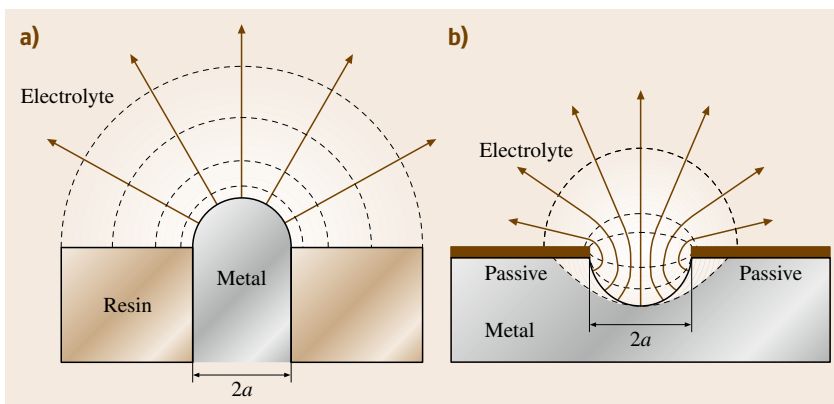 a)
Electrolyte
Resin
Metal
2a
b)
Electrolyte
Passive
Passive
Metal
2a